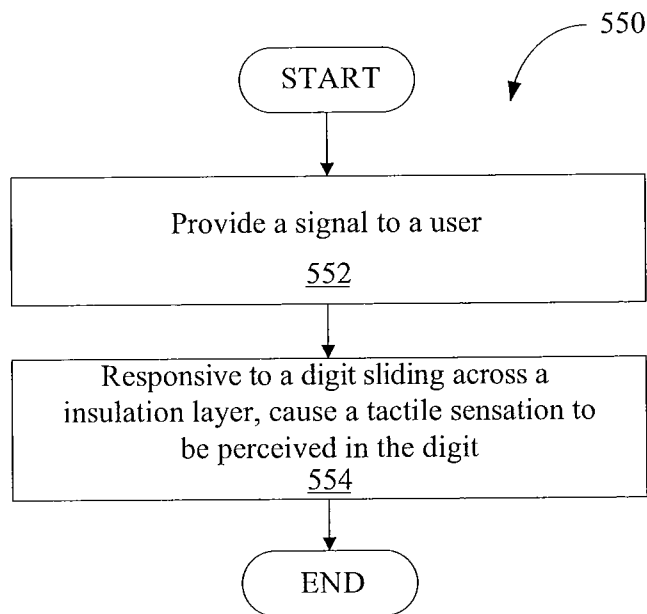 550
START
Provide a signal to a user
552
Responsive to a digit sliding across a
insulation layer, cause a tactile sensation to
be perceived in the digit
554
END